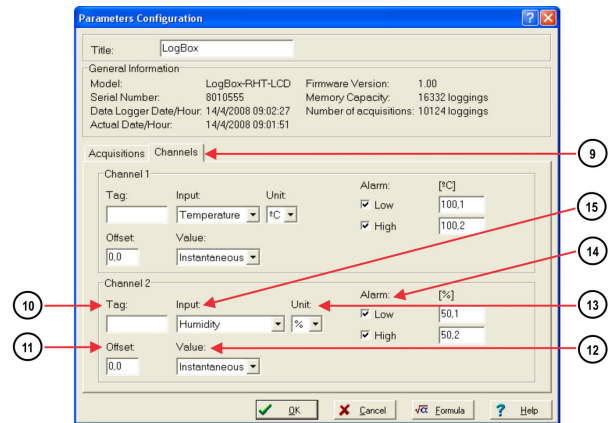 Parameters Configuration
Title: LogBox
General Information
Model: LogBox-RHT-LCD Firmware Version: 1.00
Serial Number: 8010555 Memory Capacity: 16332 loggings
Data Logger Date/Hour: 14/4/2008 09:02:27 Number of acquisitions: 10124 loggings
Actual Date/Hour: 14/4/2008 09:01:51
Acquisitions Channels 9
Channel 1
Tag: Input: Unit: Alarm: [ºC]
Temperature ºC Low 100,1
High 100,2
Offset: Value:
0,0 Instantaneous
15
14
Channel 2
10 Tag: Input: Unit: Alarm: [%] 13
Humidity % Low 50,1
High 50,2
11 Offset: Value: 12
0,0 Instantaneous
OK Cancel √α Formula ? Help